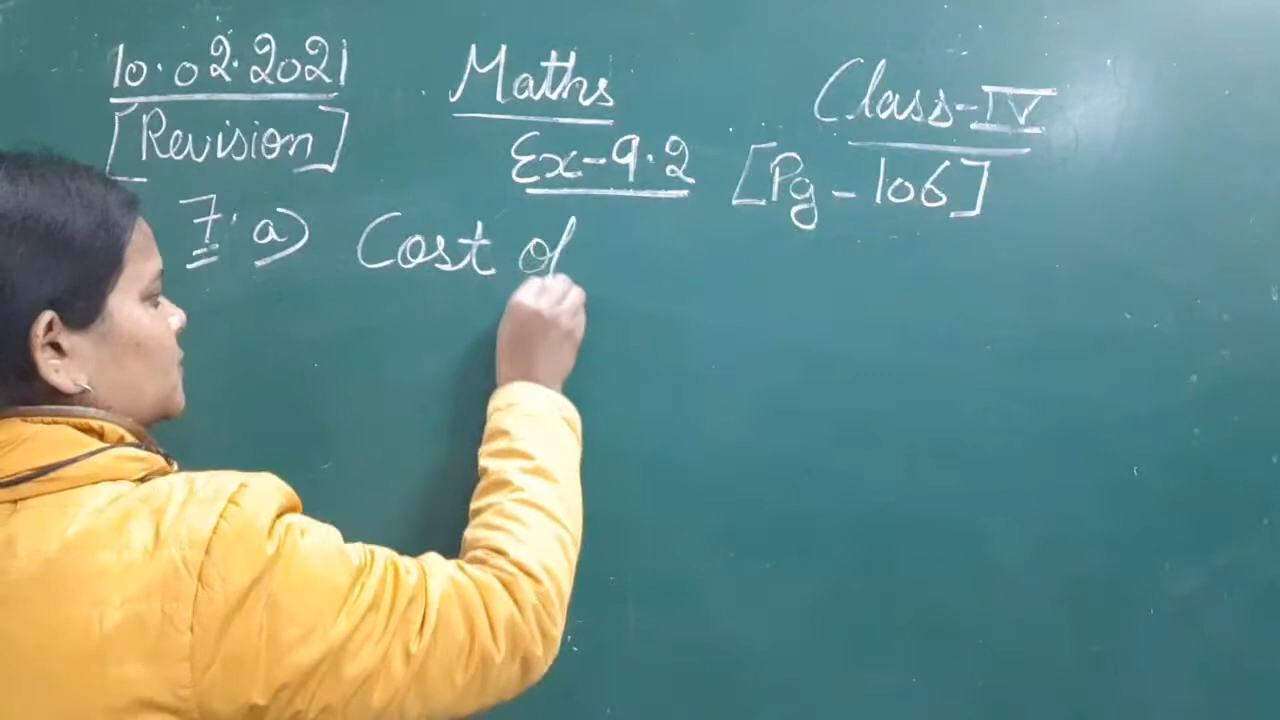 10.02.2021 Maths Class-IV
[Revision] Ex-9.2 [Pg-106]
7. a) Cost of